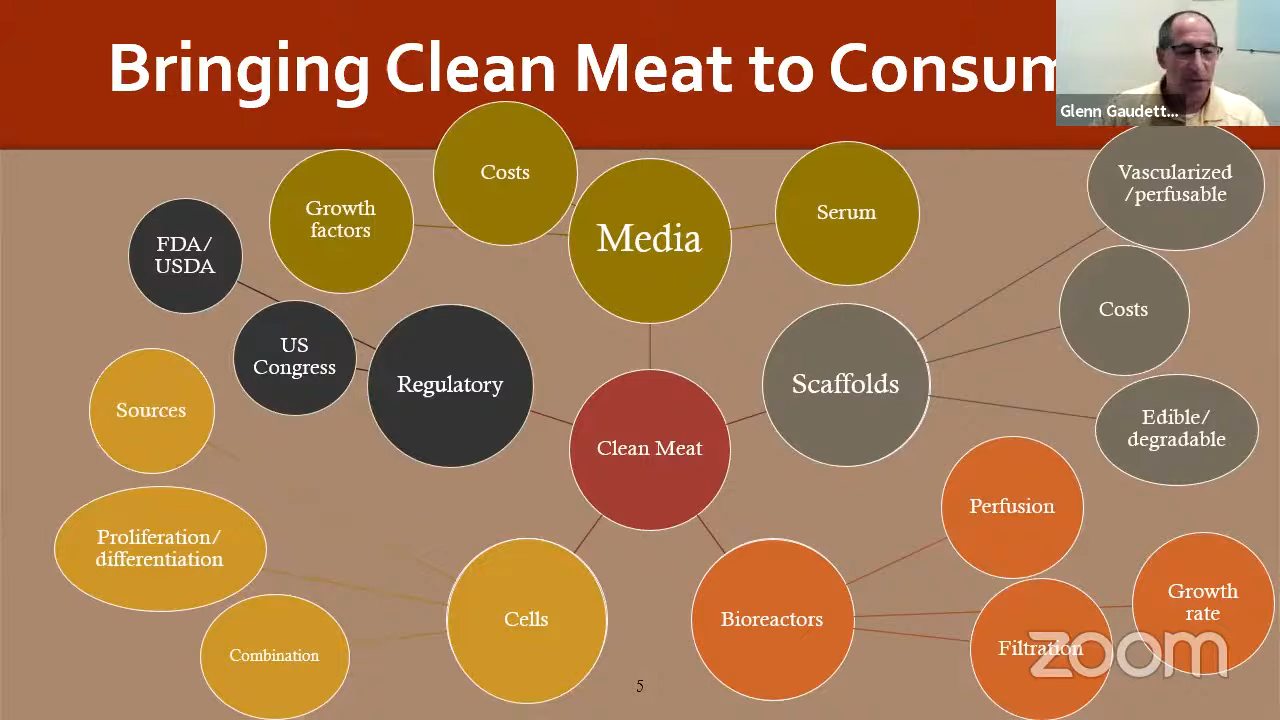 Bringing Clean Meat to Consum
Glenn Gaudett...
Costs
Growth
factors
Media
Serum
Vascularized
/perfusable
FDA/
USDA
US
Congress
Regulatory
Scaffolds
Costs
Sources
Clean Meat
Edible/
degradable
Proliferation/
differentiation
Perfusion
Cells
Bioreactors
Growth
rate
Combination
Filtration
zoom
5